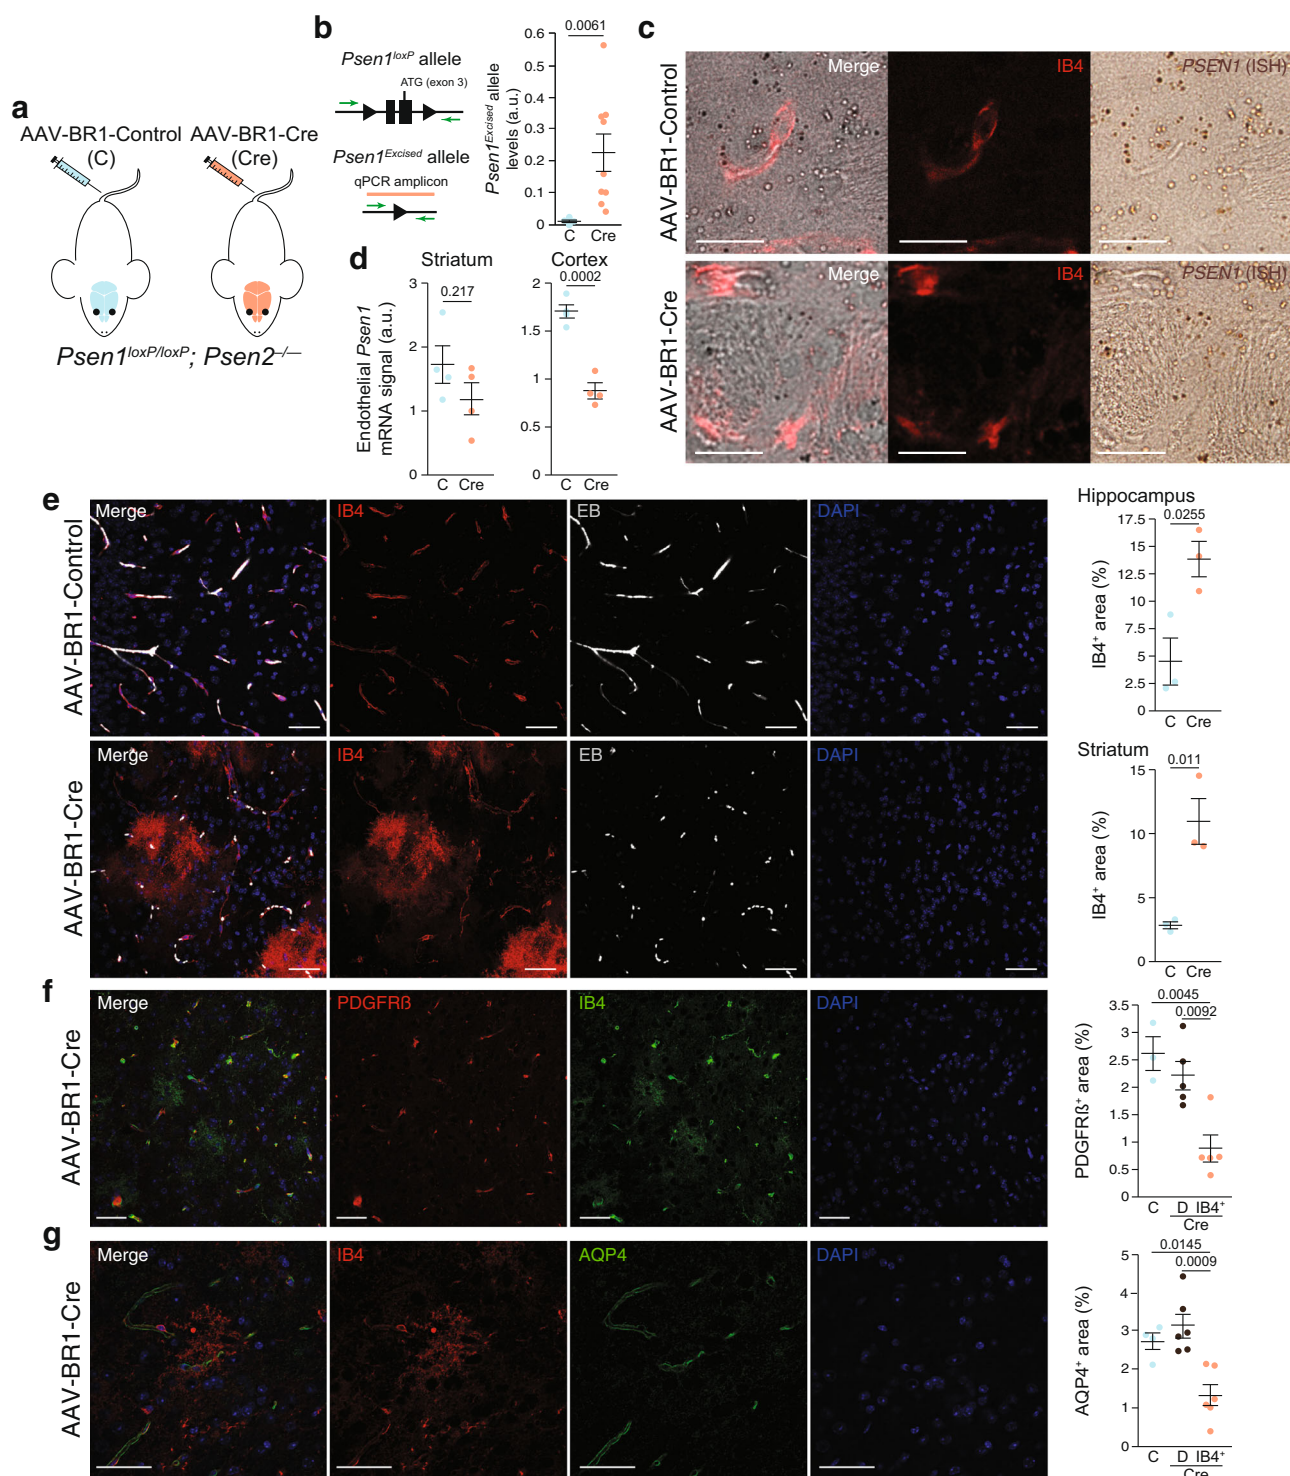 a
AAV-BR1-Control
(C)
AAV-BR1-Cre
(Cre)
Psen1loxP/loxP; Psen2–/–
b
Psen1loxP allele
ATG (exon 3)
Psen1Excised allele
qPCR amplicon
Psen1Excised allele
levels (a.u.)
0.0061
0.6
0.5
0.4
0.3
0.2
0.1
0
C Cre
c
AAV-BR1-Control
Merge
IB4
PSEN1 (ISH)
AAV-BR1-Cre
Merge
IB4
PSEN1 (ISH)
d
Endothelial Psen1
mRNA signal (a.u.)
Striatum
0.217
3
2
1
0
C Cre
Cortex
0.0002
2
1.5
1
0.5
0
C Cre
e
AAV-BR1-Control
Merge
IB4
EB
DAPI
AAV-BR1-Cre
Merge
IB4
EB
DAPI
Hippocampus
0.0255
IB4+ area (%)
17.5
15
12.5
10
7.5
5
2.5
0
C Cre
Striatum
0.011
IB4+ area (%)
15
10
5
0
C Cre
f
AAV-BR1-Cre
Merge
PDGFRß
IB4
DAPI
0.0045
0.0092
PDGFRß+ area (%)
3.5
3
2.5
2
1.5
1
0.5
0
C D IB4+
Cre
g
AAV-BR1-Cre
Merge
IB4
AQP4
DAPI
0.0145
0.0009
AQP4+ area (%)
5
4
3
2
1
0
C D IB4+
Cre